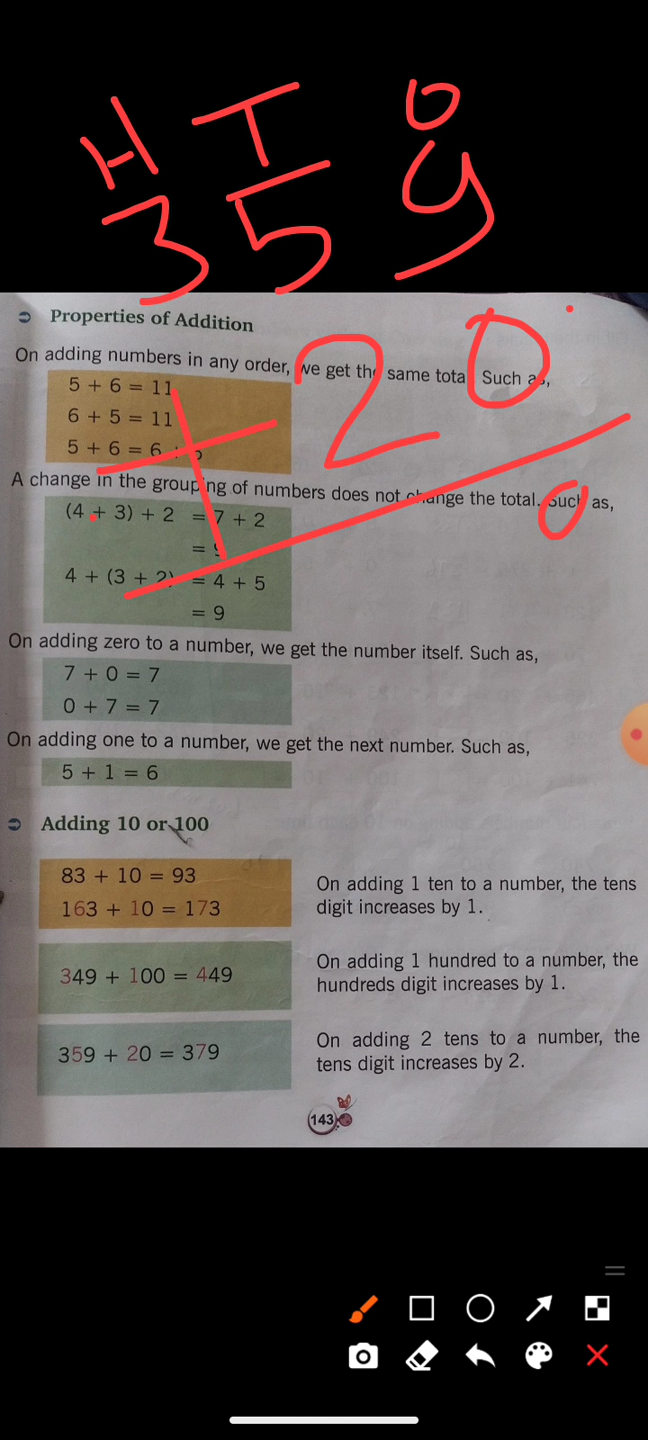 H T O
3 5 9
Properties of Addition
On adding numbers in any order, we get the same total. Such as,
5 + 6 = 11
6 + 5 = 11
5 + 6 = 6 + 5
+ 2 0
A change in the grouping of numbers does not change the total. Such as,
0
(4 + 3) + 2 = 7 + 2
= 9
4 + (3 + 2) = 4 + 5
= 9
On adding zero to a number, we get the number itself. Such as,
7 + 0 = 7
0 + 7 = 7
On adding one to a number, we get the next number. Such as,
5 + 1 = 6
Adding 10 or 100
83 + 10 = 93
163 + 10 = 173
On adding 1 ten to a number, the tens
digit increases by 1.
349 + 100 = 449
On adding 1 hundred to a number, the
hundreds digit increases by 1.
359 + 20 = 379
On adding 2 tens to a number, the
tens digit increases by 2.
143